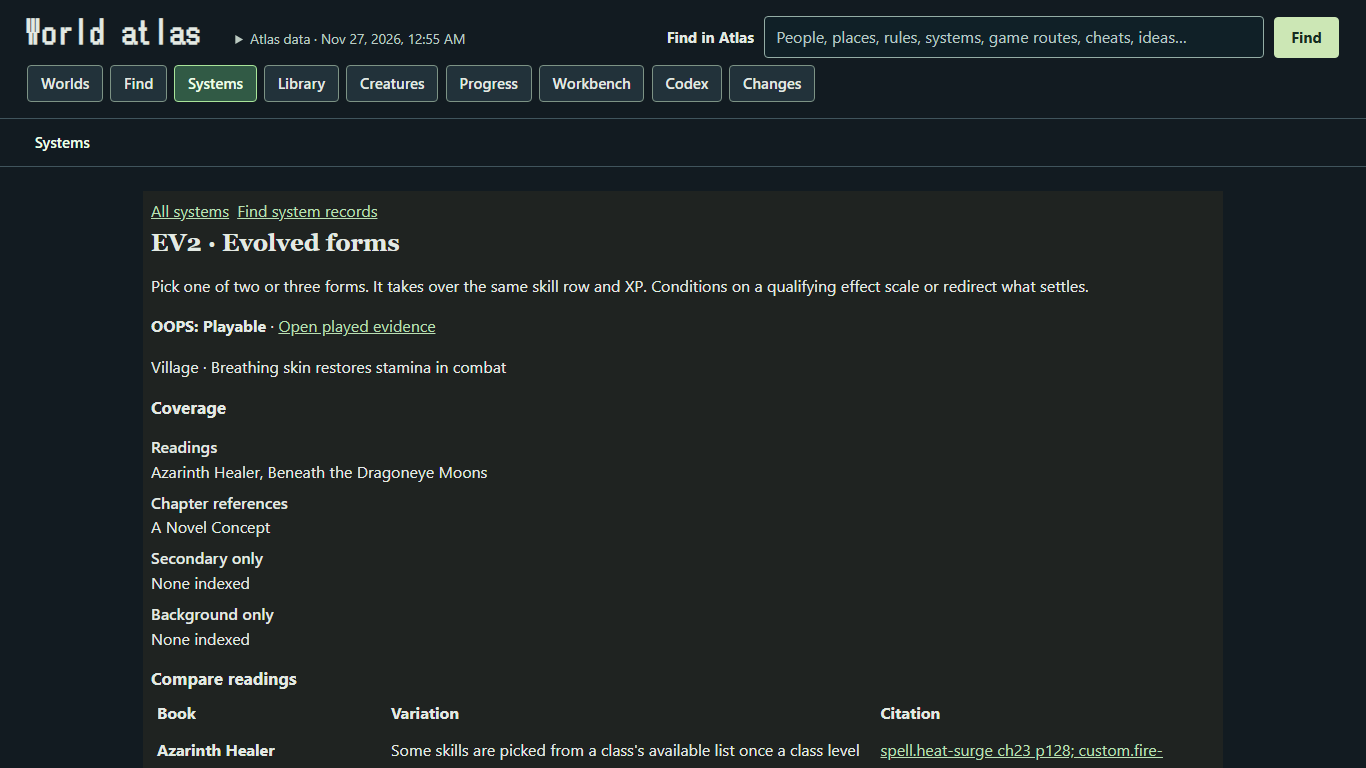 World atlas
▶ Atlas data · Nov 27, 2026, 12:55 AM
Find in Atlas
People, places, rules, systems, game routes, cheats, ideas...
Find
Worlds
Find
Systems
Library
Creatures
Progress
Workbench
Codex
Changes
Systems
All systems Find system records
EV2 · Evolved forms
Pick one of two or three forms. It takes over the same skill row and XP. Conditions on a qualifying effect scale or redirect what settles.
OOPS: Playable · Open played evidence
Village · Breathing skin restores stamina in combat
Coverage
Readings
Azarinth Healer, Beneath the Dragoneye Moons
Chapter references
A Novel Concept
Secondary only
None indexed
Background only
None indexed
Compare readings
Book Variation Citation
Azarinth Healer Some skills are picked from a class's available list once a class level spell.heat-surge ch23 p128; custom.fire-